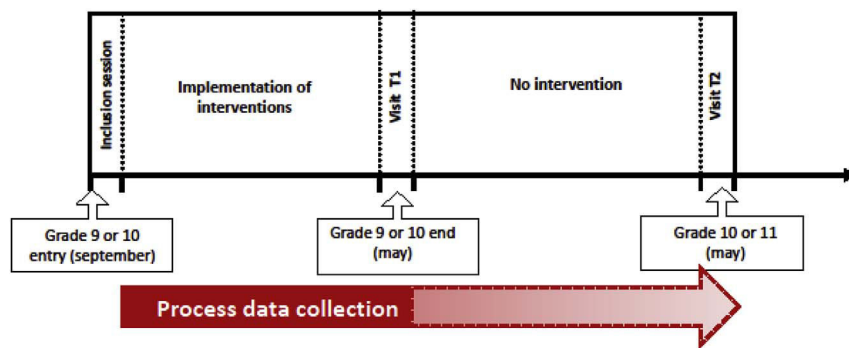 Inclusion session
Implementation of
interventions
Visit T1
No intervention
Visit T2
Grade 9 or 10
entry (september)
Grade 9 or 10 end
(may)
Grade 10 or 11
(may)
Process data collection